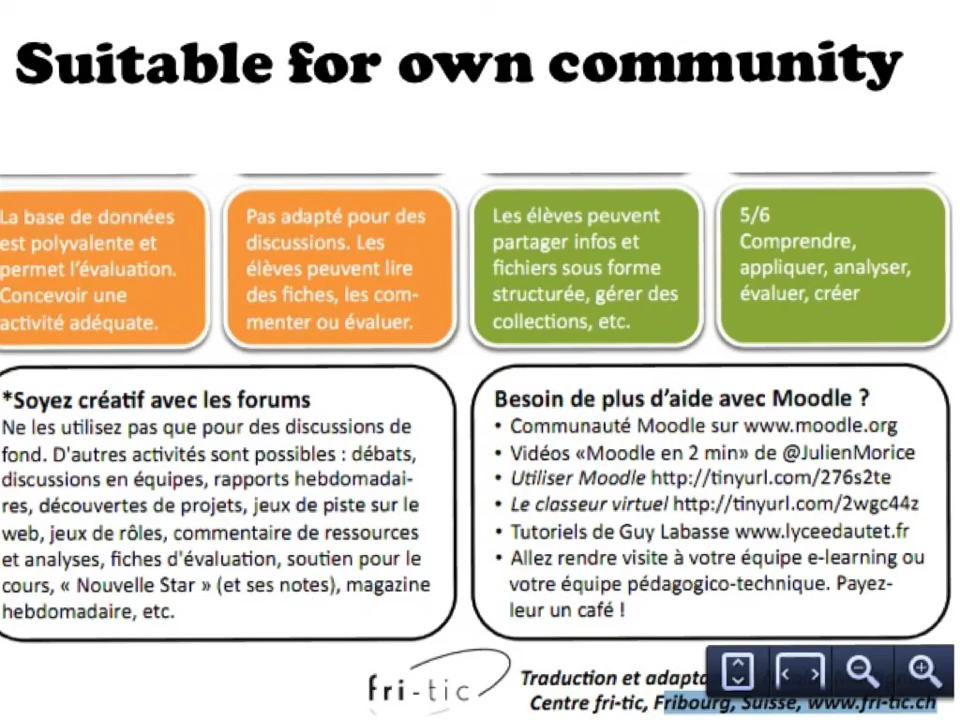 Suitable for own community
La base de données
est polyvalente et
permet l'évaluation.
Concevoir une
activité adéquate.
Pas adapté pour des
discussions. Les
élèves peuvent lire
des fiches, les com-
menter ou évaluer.
Les élèves peuvent
partager infos et
fichiers sous forme
structurée, gérer des
collections, etc.
5/6
Comprendre,
appliquer, analyser,
évaluer, créer
*Soyez créatif avec les forums
Ne les utilisez pas que pour des discussions de
fond. D'autres activités sont possibles : débats,
discussions en équipes, rapports hebdomadai-
res, découvertes de projets, jeux de piste sur le
web, jeux de rôles, commentaire de ressources
et analyses, fiches d'évaluation, soutien pour le
cours, « Nouvelle Star » (et ses notes), magazine
hebdomadaire, etc.
Besoin de plus d'aide avec Moodle ?
• Communauté Moodle sur www.moodle.org
• Vidéos «Moodle en 2 min» de @JulienMorice
• Utiliser Moodle http://tinyurl.com/276s2te
• Le classeur virtuel http://tinyurl.com/2wgc44z
• Tutoriels de Guy Labasse www.lyceedautet.fr
• Allez rendre visite à votre équipe e-learning ou
votre équipe pédagogico-technique. Payez-
leur un café !
fri-tic
Traduction et
Centre fri-tic, Fribourg, Suisse, www.fri-tic.ch